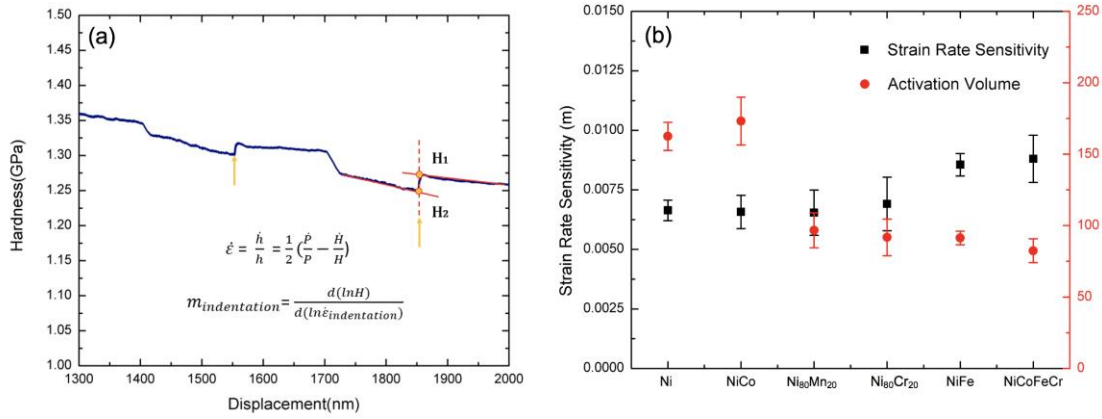 (a)
1.50
1.45
1.40
1.35
1.30
1.25
1.20
1.15
1.10
1.05
1.00
Hardness(GPa)
H₁
H₂
ε̇ = ḣ/h = 1/2(Ṗ/P − Ḣ/H)
m_indentation = d(lnH)/d(lnε̇_indentation)
1300 1400 1500 1600 1700 1800 1900 2000
Displacement(nm)
(b)
0.0150
0.0125
0.0100
0.0075
0.0050
0.0025
0.0000
Strain Rate Sensitivity (m)
Strain Rate Sensitivity
Activation Volume
250
200
150
100
50
0
Ni NiCo Ni₈₀Mn₂₀ Ni₈₀Cr₂₀ NiFe NiCoFeCr